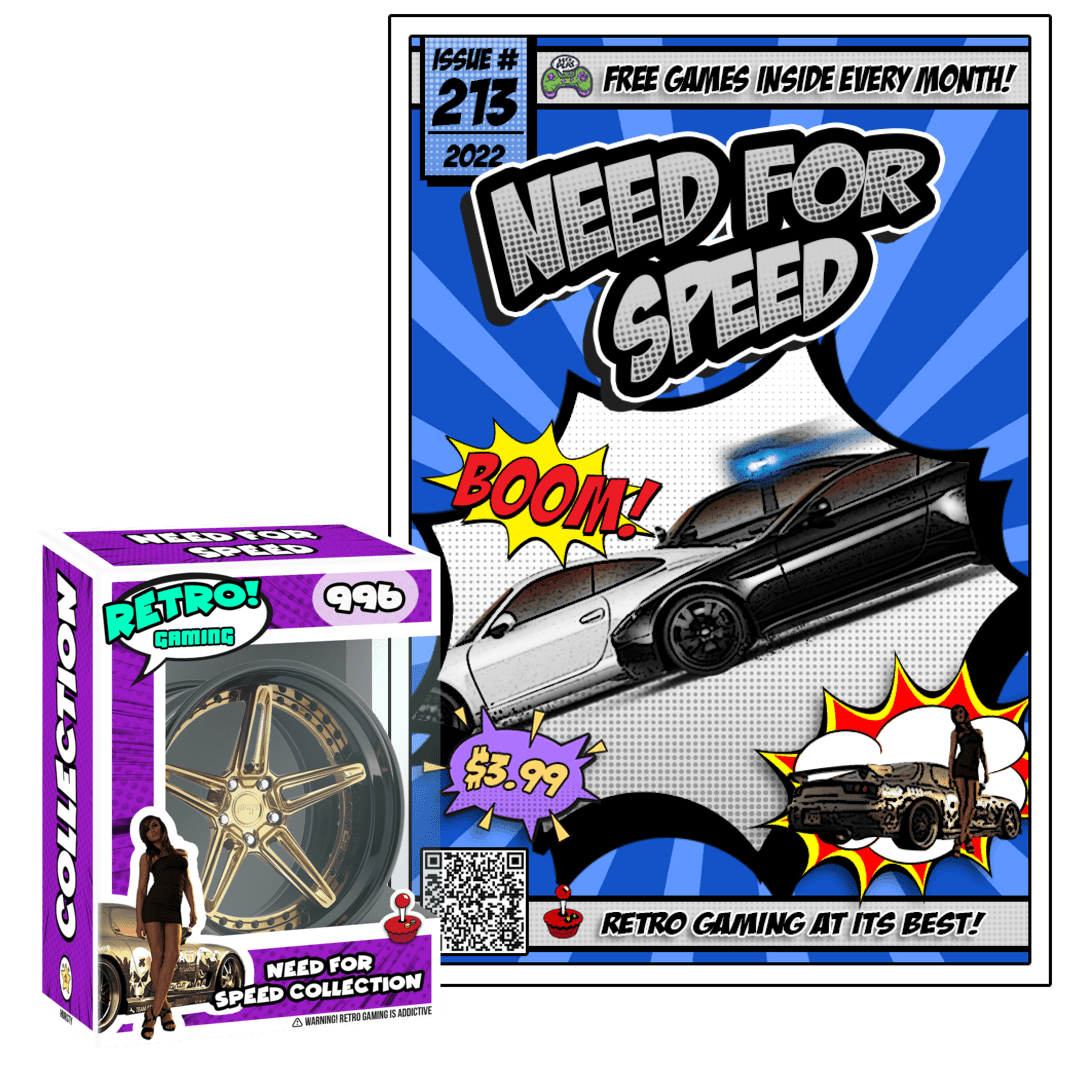 ISSUE #
213
2022
FREE GAMES INSIDE EVERY MONTH!
NEED FOR
SPEED
BOOM!
$3.99
RETRO GAMING AT ITS BEST!
NEED FOR
SPEED
RETRO!
GAMING
996
COLLECTION
NEED FOR
SPEED COLLECTION
WARNING! RETRO GAMING IS ADDICTIVE